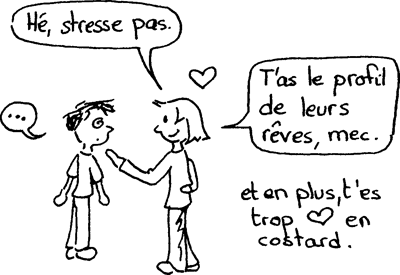 Hé, stresse pas.
T'as le profil
de leurs
rêves, mec.
...
et en plus, t'es
trop ♡ en
costard.